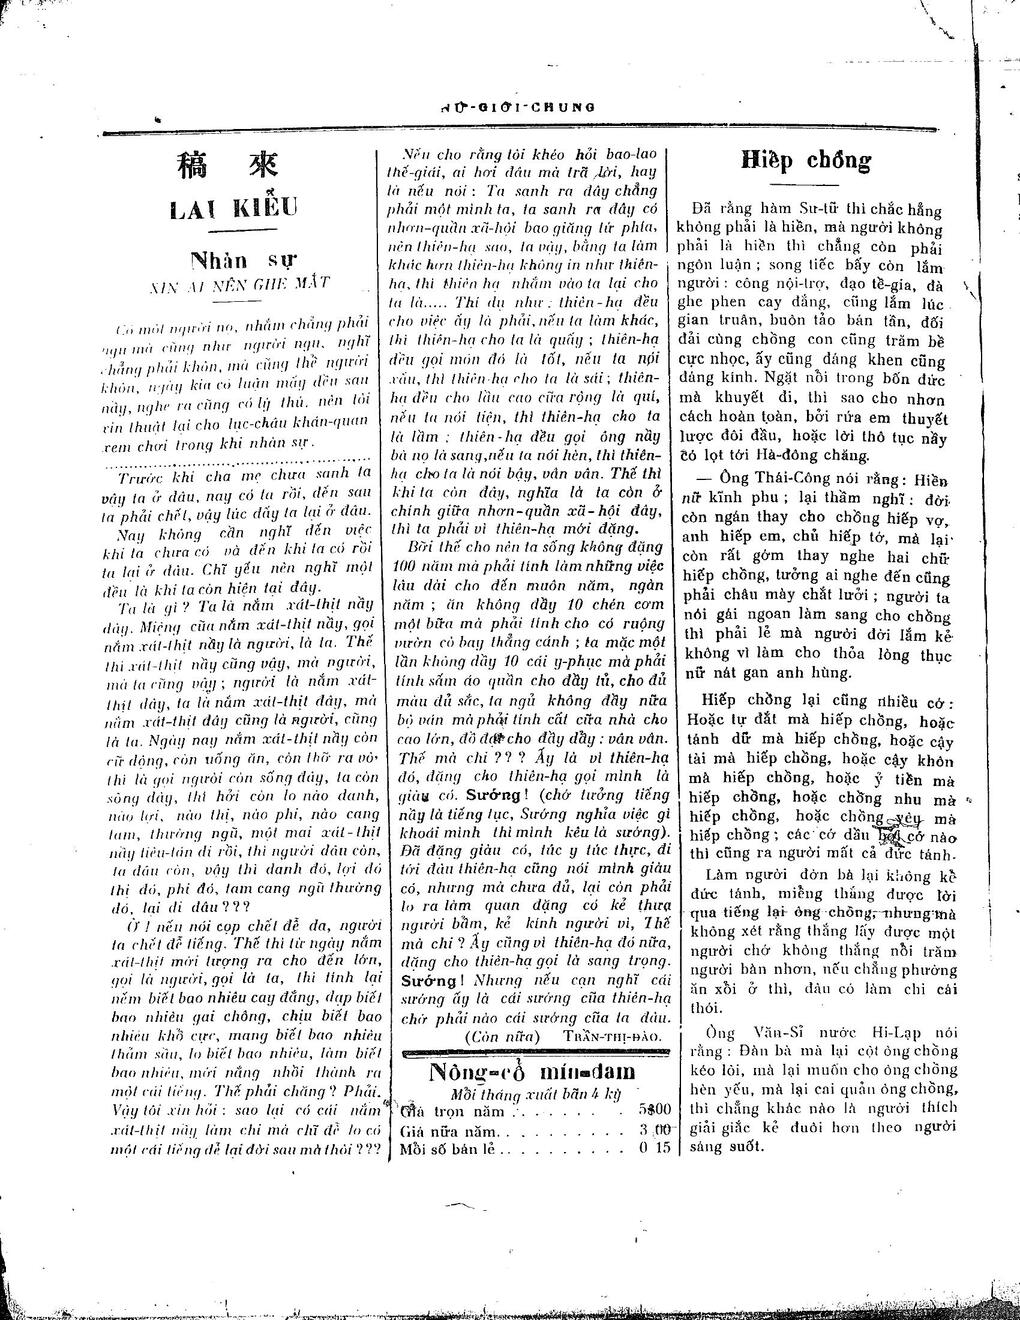 NỮ-GIỚI-CHUNG
稿 來
LAI KIỂU
Nhàn sự
XIN AI NÊN GHE MẮT
Có một người nọ, nhắm chẳng phải
ngu mà cũng như người ngu, nghĩ
chẳng phải khôn, mà cũng thể người
khôn, ngày kia có luận mấy đều sau
nầy, nghe ra cũng có lý thú, nên tôi
xin thuật lại cho lục-châu khán-quan
xem chơi trong khi nhàn sự.
Trước khi cha mẹ chưa sanh ta
vậy ta ở đâu, nay có ta rồi, đến sau
ta phải chết, vậy lúc đấy ta lại ở đâu.
Nay không cần nghĩ đến việc
khi ta chưa có và đến khi ta có rồi
ta lại ở đâu. Chĩ yếu nên nghĩ một
đều là khi ta còn hiện tại đây.
Ta là gì? Ta là nắm xát-thịt nầy
đây. Miệng của nắm xát-thịt nầy, gọi
nắm xát-thịt nầy là người, là ta. Thế
thì xát-thịt nầy cũng vậy, mà người,
mà ta cũng vậy; người là nắm xát-
thịt đây, ta là nắm xát-thịt đây, mà
nắm xát-thịt đây cũng là người, cũng
là ta. Ngày nay nắm xát-thịt nầy còn
cữ động, còn uống ăn, còn thở ra vô
thì là gọi người còn sống đây, ta còn
sông đây, thì hởi còn lo nào danh,
nào lợi, nào thị, nào phi, nào cang
tam, thường ngũ, một mai xát-thịt
nầy tiêu-tán đi rồi, thì người đâu còn,
ta đâu còn, vậy thì danh đó, lợi đó
thị đó, phi đó, tam cang ngũ thường
đó, lại đi đâu???
Ờ! nếu nói cọp chết đễ da, người
ta chết đễ tiếng. Thế thì từ ngày nắm
xát-thịt mới tượng ra cho đến lớn,
gọi là người, gọi là ta, thì tính lại
nếm biết bao nhiêu cay đắng, đạp biết
bao nhiêu gai chông, chịu biết bao
nhiêu khổ cực, mang biết bao nhiêu
thảm sầu, lo biết bao nhiêu, làm biết
bao nhiêu, mới nắng nhồi thành ra
một cái tiếng. Thế phải chăng? Phải.
Vậy tôi xin hỏi: sao lại có cái nắm
xát-thịt nầy làm chi mà chĩ để lo có
một cái tiếng đễ lại đời sau mà thôi???
Nếu cho rằng tôi khéo hỏi bao-lao
thế-giái, ai hơi đâu mà trã lời, hay
là nếu nói: Ta sanh ra đây chẳng
phải một mình ta, ta sanh ra đây có
nhơn-quần xã-hội bao giăng tứ phía,
nên thiên-hạ sao, ta vậy, bằng ta làm
khác hơn thiên-hạ không in như thiên-
hạ, thì thiên hạ nhắm vào ta lại cho
ta là..... Thí dụ như: thiên-hạ đều
cho việc ấy là phải, nếu ta làm khác,
thì thiên-hạ cho ta là quấy; thiên-hạ
đều gọi món đó là tốt, nếu ta nói
xấu, thì thiên-hạ cho ta là sái; thiên-
hạ đều cho lầu cao cữa rộng là quí,
nếu ta nói tiện, thì thiên-hạ cho ta
là lầm; thiên-hạ đều gọi ông nầy
bà nọ là sang, nếu ta nói hèn, thì thiên-
hạ cho ta là nói bậy, vân vân. Thế thì
khi ta còn đây, nghĩa là ta còn ở
chính giữa nhơn-quần xã-hội đây,
thì ta phải vì thiên-hạ mới đặng.
Bỡi thế cho nên ta sống không đặng
100 năm mà phải tính làm những việc
lâu dài cho đến muôn năm, ngàn
năm; ăn không đầy 10 chén cơm
một bữa mà phải tính cho có ruộng
vườn cò bay thẳng cánh; ta mặc một
lần không đầy 10 cái y-phục mà phải
tính sắm áo quần cho đầy tủ, cho đủ
màu đủ sắc, ta ngủ không đầy nữa
bộ ván mà phải tính cất cữa nhà cho
cao lớn, đồ đạt cho đầy đẩy: vân vân.
Thế mà chi??? Ấy là vì thiên-hạ
đó, đặng cho thiên-hạ gọi mình là
giàu có. Sướng! (chớ tưởng tiếng
nầy là tiếng tục, Sướng nghĩa việc gì
khoái mình thì mình kêu là sướng).
Đã đặng giàu có, túc y túc thực, đi
tới đâu thiên-hạ cũng nói mình giàu
có, nhưng mà chưa đủ, lại còn phải
lo ra làm quan đặng có kẻ thưa
người bẩm, kẻ kính người vì, Thế
mà chi? Ấy cũng vì thiên-hạ đó nữa,
đặng cho thiên-hạ gọi là sang trọng.
Sướng! Nhưng nếu cạn nghĩ cái
sướng ấy là cái sướng của thiên-hạ
chớ phải nào cái sướng của ta đâu.
(Còn nữa) TRẦN-THỊ-ĐÀO.
Nông-cổ mín-đàm
Mỗi tháng xuất bãn 4 kỳ
Giá trọn năm . . . . . . . 5$00
Giá nữa năm. . . . . . . . . 3 00
Mỗi số bán lẻ . . . . . . . . . 0 15
Hiếp chồng
Đã rằng hàm Sư-tữ thì chắc hẳng
không phải là hiền, mà người không
phải là hiền thì chẳng còn phải
ngôn luận; song tiếc bấy còn lắm
người: công nội-trợ, đạo tề-gia, đà
ghe phen cay đắng, cũng lắm lúc
gian truân, buôn tảo bán tần, đối
đải cùng chồng con cũng trăm bề
cực nhọc, ấy cũng đáng khen cũng
đáng kính. Ngặt nỗi trong bốn đức
mà khuyết đi, thì sao cho nhơn
cách hoàn toàn, bởi rứa em thuyết
lược đôi đầu, hoặc lời thô tục nầy
có lọt tới Hà-đông chăng.
— Ông Thái-Công nói rằng: Hiền
nữ kĩnh phu; lại thầm nghĩ: đời
còn ngán thay cho chồng hiếp vợ,
anh hiếp em, chủ hiếp tớ, mà lại
còn rất gớm thay nghe hai chữ
hiếp chồng, tưởng ai nghe đến cũng
phải châu mày chắt lưởi; người ta
nói gái ngoan làm sang cho chồng
thì phải lẻ mà người đời lắm kẻ
không vì làm cho thỏa lòng thục
nữ nát gan anh hùng.
Hiếp chồng lại cũng nhiều cớ:
Hoặc tự đắt mà hiếp chồng, hoặc
tánh dữ mà hiếp chồng, hoặc cậy
tài mà hiếp chồng, hoặc cậy khôn
mà hiếp chồng, hoặc ỷ tiền mà
hiếp chồng, hoặc chồng nhu mà
hiếp chồng, hoặc chồng yêu mà
hiếp chồng; các cớ dầu cớ nào
thì cũng ra người mất cả đức tánh.
Làm người đờn bà lại không kể
đức tánh, miễng thắng được lời
qua tiếng lại ông chồng, nhưng mà
không xét rằng thắng lấy được một
người chớ không thắng nổi trăm
người bàn nhơn, nếu chẳng phường
ăn xổi ở thì, dâu có làm chi cái
thói.
Ông Văn-Sĩ nước Hi-Lạp nói
rằng: Đàn bà mà lại cột ông chồng
kéo lỏi, mà lại muốn cho ông chồng
hèn yếu, mà lại cai quản ông chồng,
thì chẳng khác nào là người thích
giải giắc kẻ đuôi hơn theo người
sáng suốt.